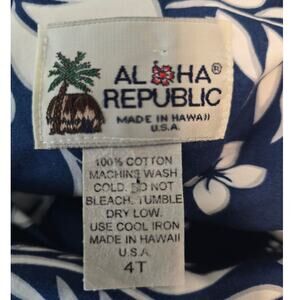 ALOHA®
REPUBLIC
MADE IN HAWAII
U.S.A.
100% COTTON
MACHINE WASH
COLD. DO NOT
BLEACH. TUMBLE
DRY LOW.
USE COOL IRON
MADE IN HAWAII
U.S.A.
4T